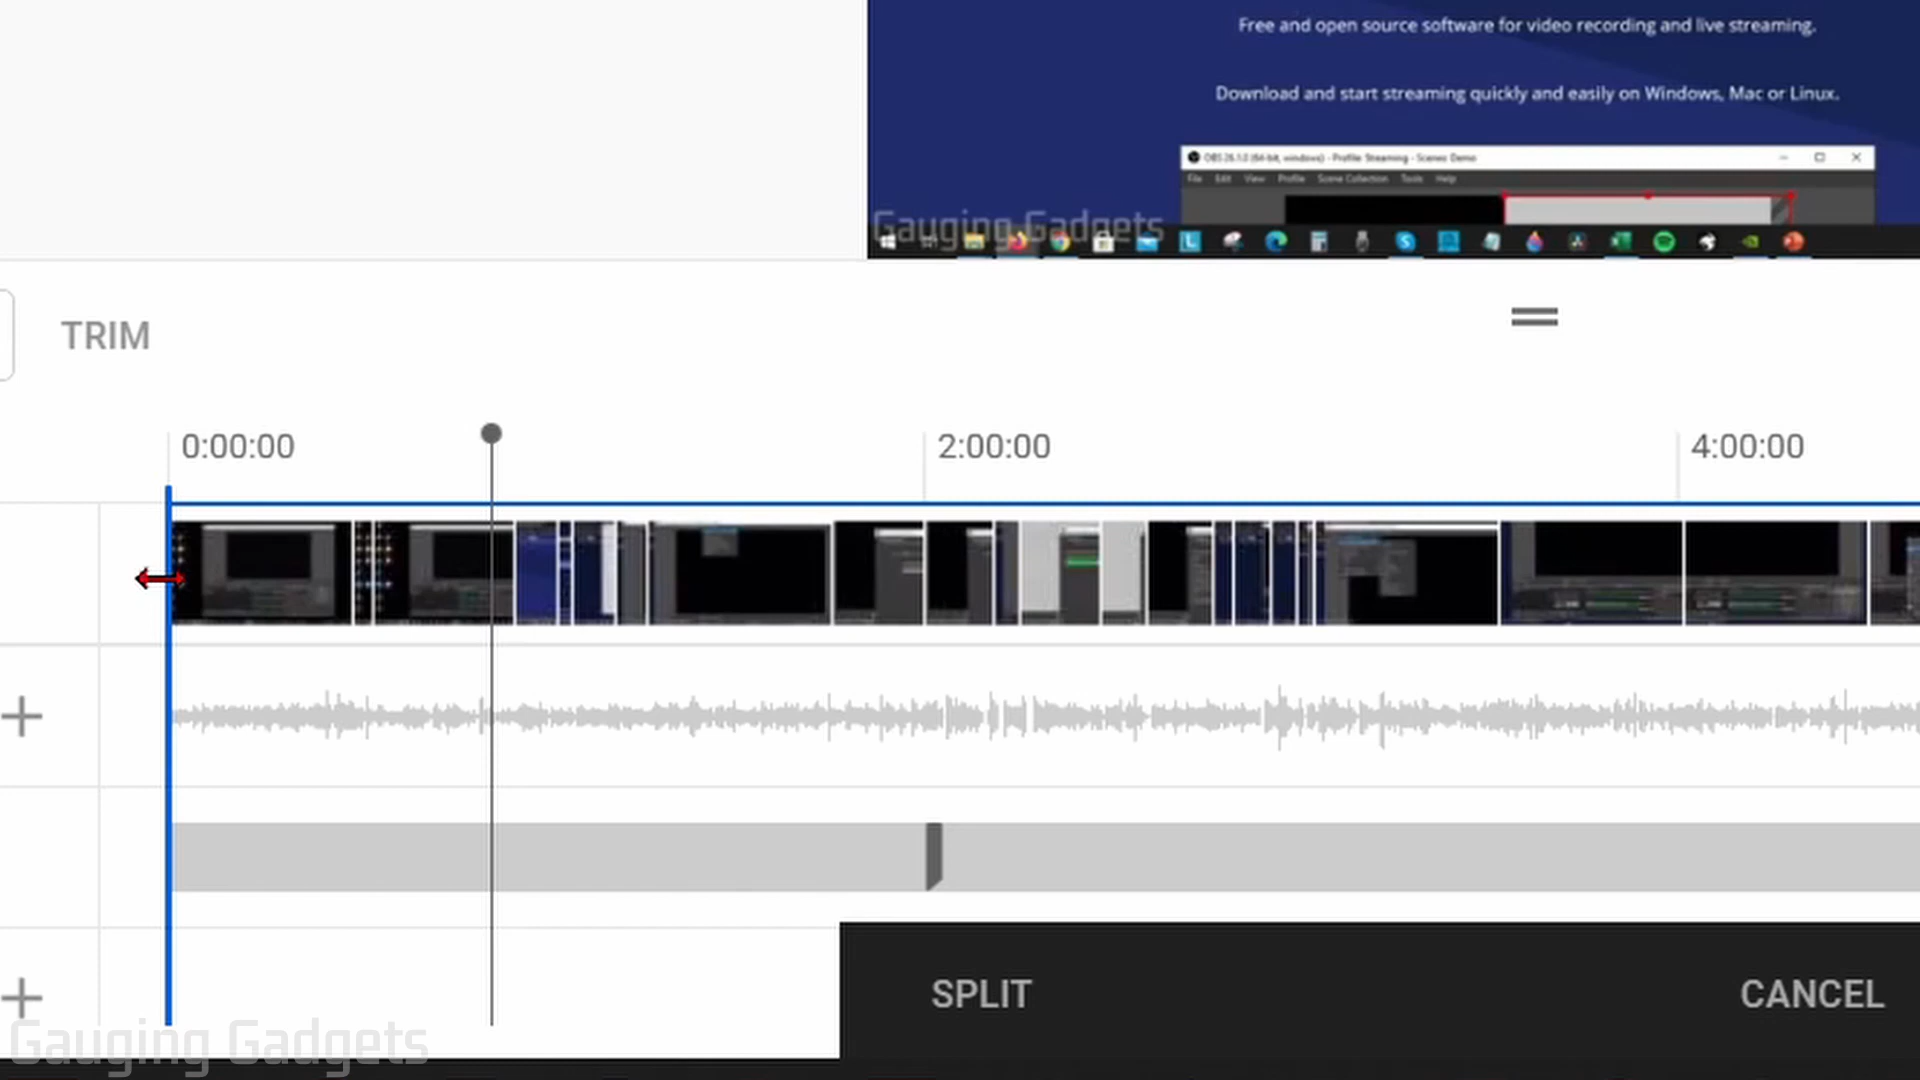 Free and open source software for video recording and live streaming.
Download and start streaming quickly and easily on Windows, Mac or Linux.
OBS 26.1.0 (64-bit, windows) - Profile: Streaming - Scenes: Demo
File Edit View Profile Scene Collection Tools Help
Gauging Gadgets
TRIM
0:00:00 2:00:00 4:00:00
SPLIT CANCEL
Gauging Gadgets